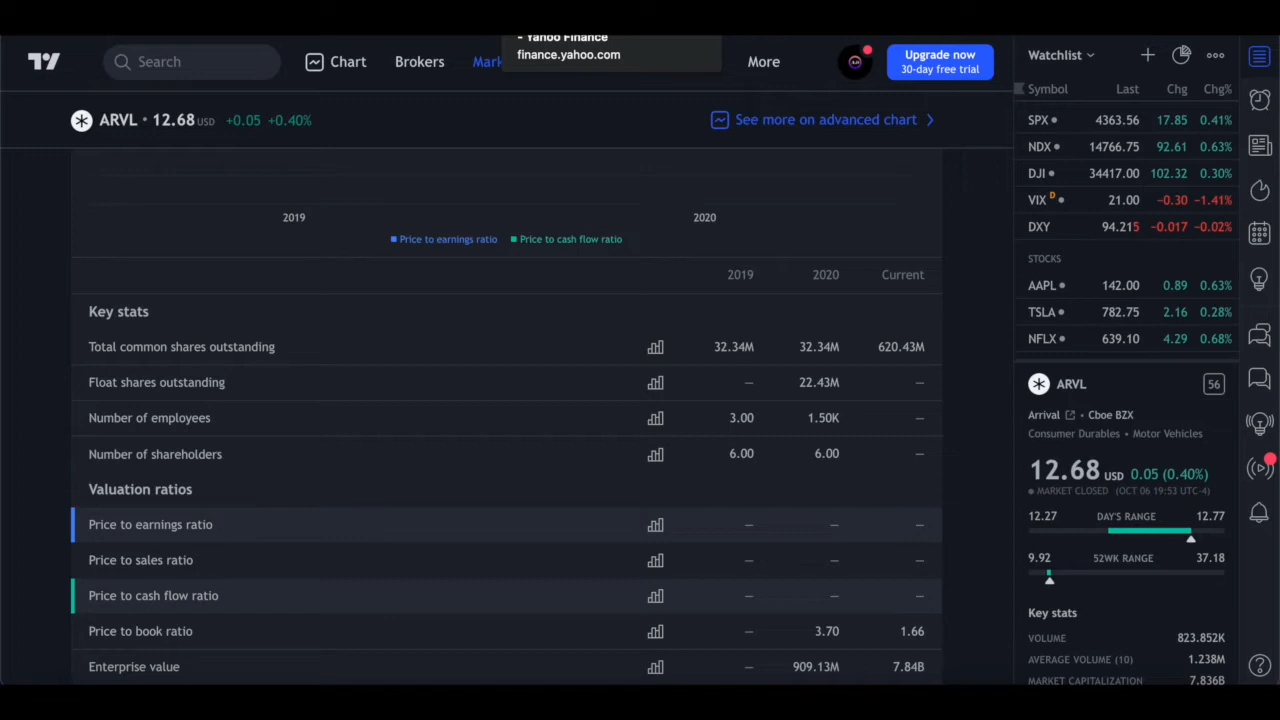 - Yahoo Finance
finance.yahoo.com
Search
Chart
Brokers
Mark
More
Upgrade now
30-day free trial
ARVL • 12.68 USD +0.05 +0.40%
See more on advanced chart
2019 2020
Price to earnings ratio Price to cash flow ratio
2019 2020 Current
Key stats
Total common shares outstanding 32.34M 32.34M 620.43M
Float shares outstanding — 22.43M —
Number of employees 3.00 1.50K —
Number of shareholders 6.00 6.00 —
Valuation ratios
Price to earnings ratio — — —
Price to sales ratio — — —
Price to cash flow ratio — — —
Price to book ratio — 3.70 1.66
Enterprise value — 909.13M 7.84B
Watchlist
Symbol Last Chg Chg%
SPX 4363.56 17.85 0.41%
NDX 14766.75 92.61 0.63%
DJI 34417.00 102.32 0.30%
VIX D 21.00 −0.30 −1.41%
DXY 94.215 −0.017 −0.02%
STOCKS
AAPL 142.00 0.89 0.63%
TSLA 782.75 2.16 0.28%
NFLX 639.10 4.29 0.68%
ARVL 56
Arrival • Cboe BZX
Consumer Durables • Motor Vehicles
12.68 USD 0.05 (0.40%)
MARKET CLOSED (OCT 06 19:53 UTC-4)
12.27 DAY'S RANGE 12.77
9.92 52WK RANGE 37.18
Key stats
VOLUME 823.852K
AVERAGE VOLUME (10) 1.238M
MARKET CAPITALIZATION 7.836B